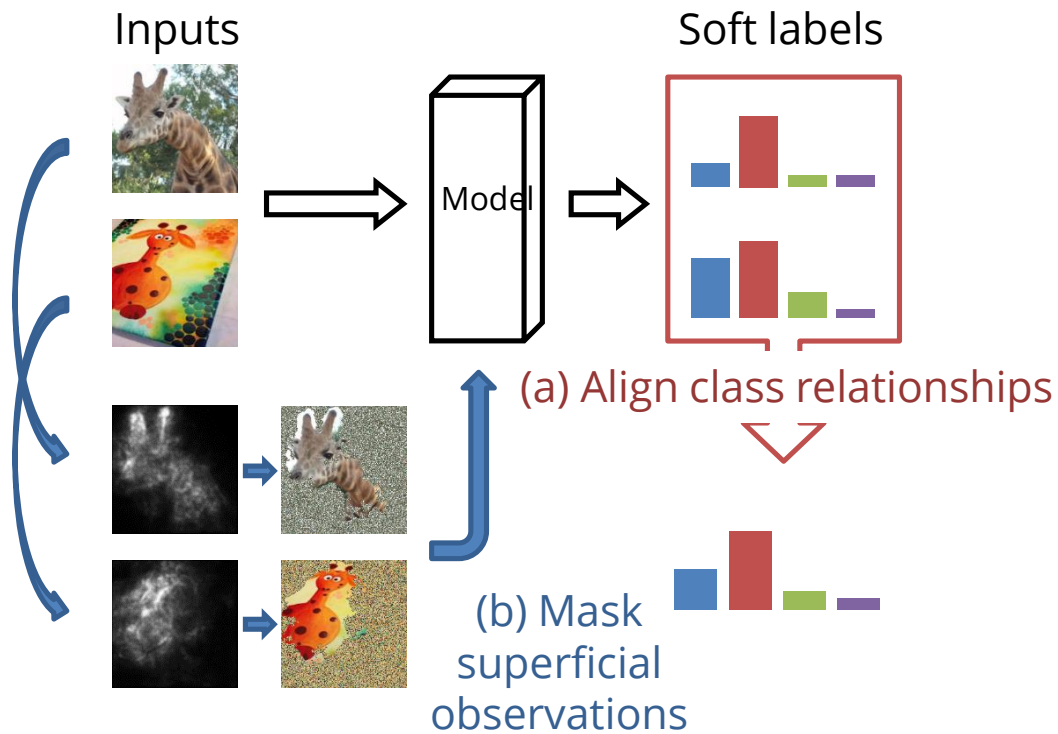 Inputs
Soft labels
Model
(a) Align class relationships
(b) Mask
superficial
observations